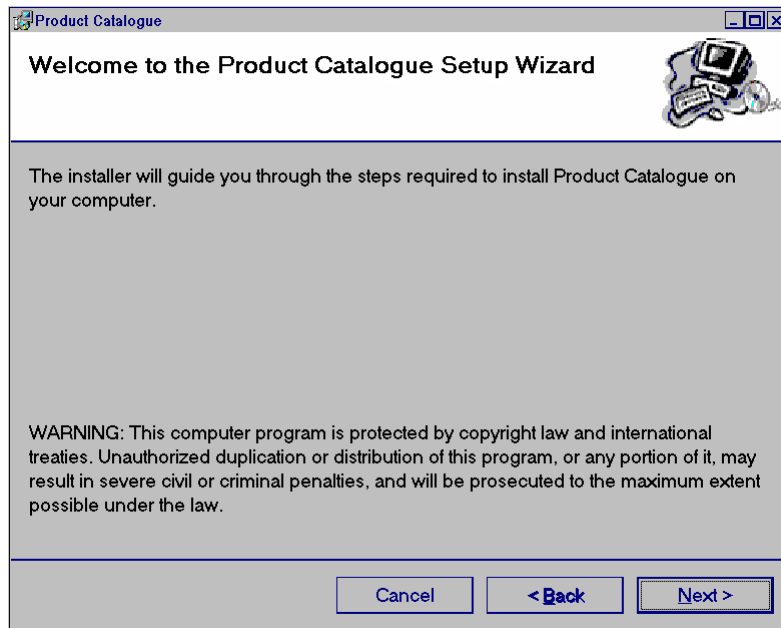 Product Catalogue
Welcome to the Product Catalogue Setup Wizard
The installer will guide you through the steps required to install Product Catalogue on
your computer.
WARNING: This computer program is protected by copyright law and international
treaties. Unauthorized duplication or distribution of this program, or any portion of it, may
result in severe civil or criminal penalties, and will be prosecuted to the maximum extent
possible under the law.
Cancel
< Back
Next >